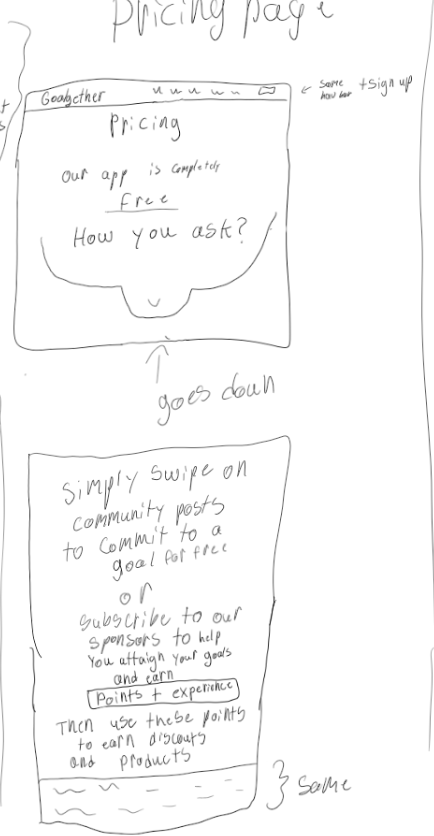 Pricing page
Goalgether
same nav bar + sign up
Pricing
Our app is completely
Free
How you ask?
goes down
Simply swipe on
community posts
to commit to a
goal for free
or
subscribe to our
sponsors to help
you attaign your goals
and earn
Points + experience
Then use these points
to earn discouts
and products
same